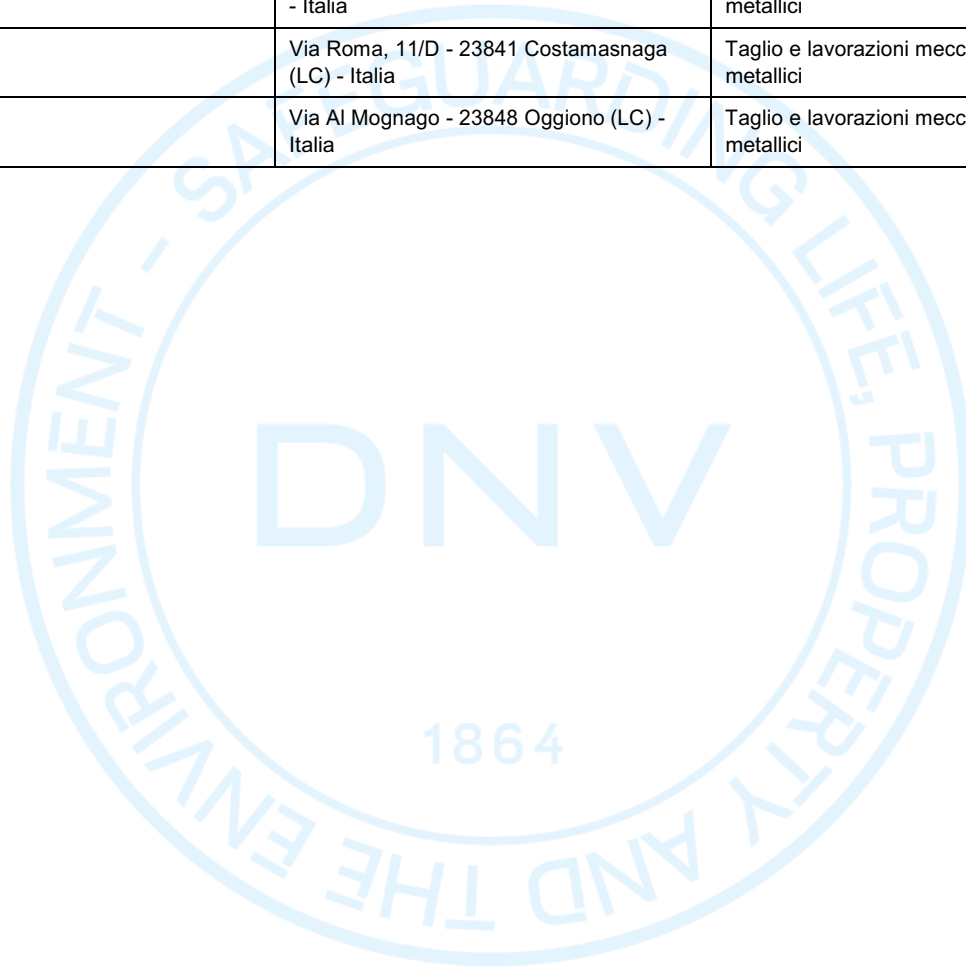 - Italia
metallici
Via Roma, 11/D - 23841 Costamasnaga
(LC) - Italia
Taglio e lavorazioni mecc
metallici
Via Al Mognago - 23848 Oggiono (LC) -
Italia
Taglio e lavorazioni mecc
metallici
SAFEGUARDING LIFE, PROPERTY AND THE ENVIRONMENT -
DNV
1864